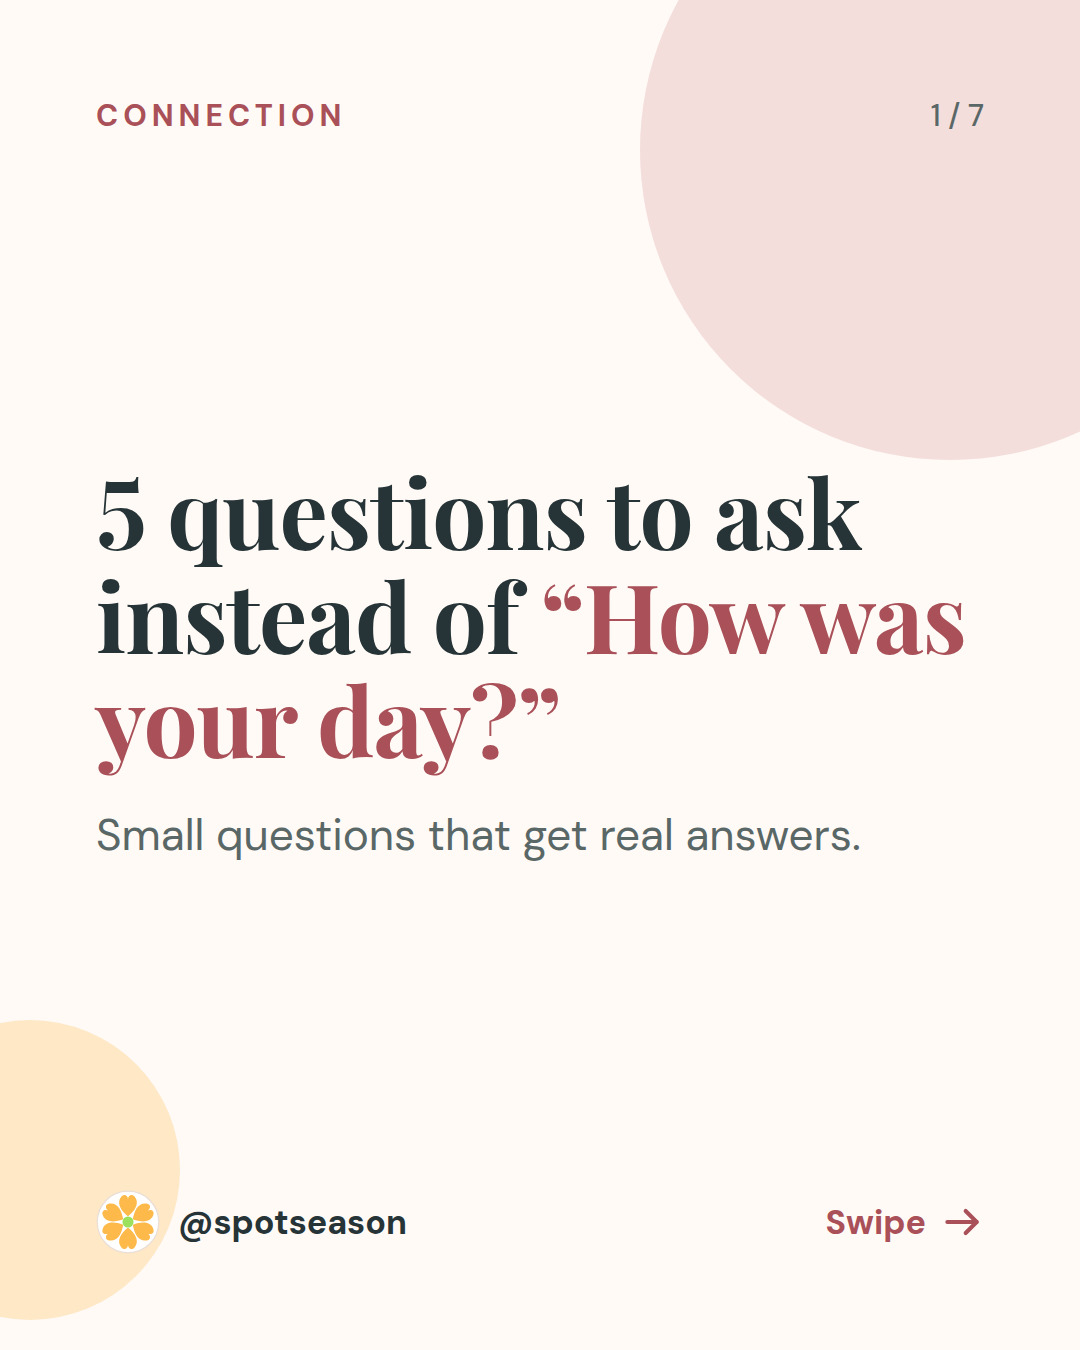 CONNECTION
1 / 7
5 questions to ask
instead of “How was
your day?”
Small questions that get real answers.
@spotseason
Swipe →